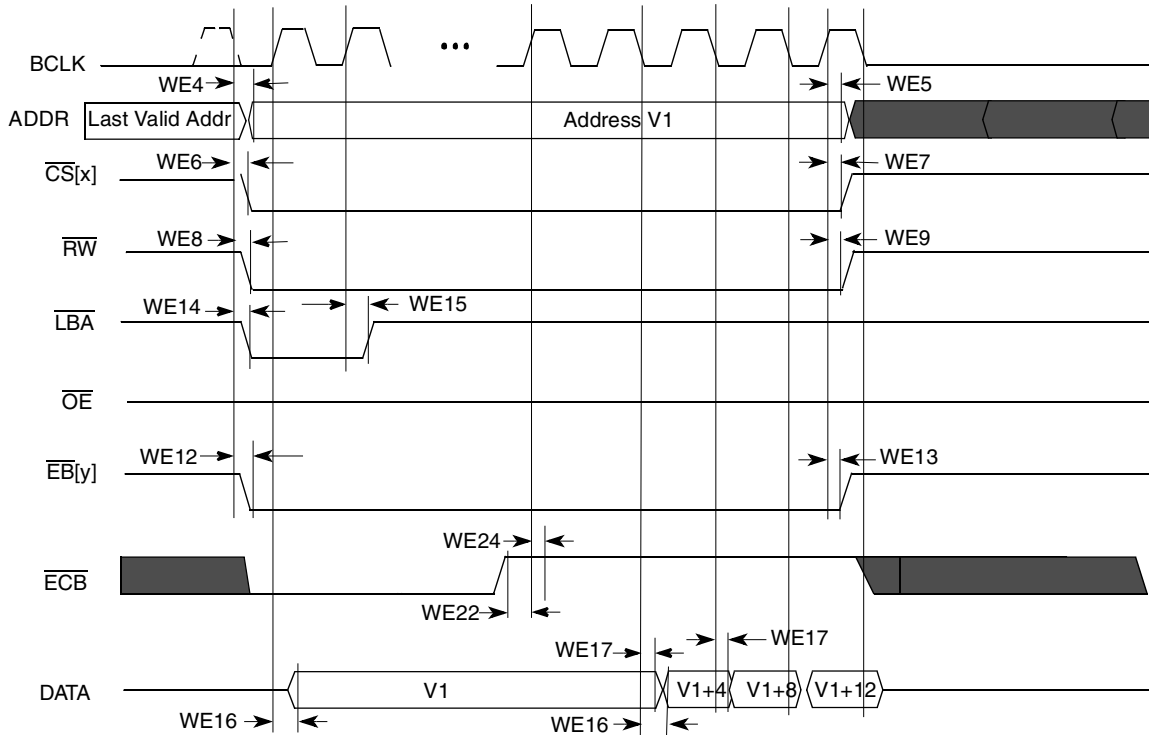 •••
BCLK
WE4
WE5
ADDR
Last Valid Addr
Address V1
WE6
WE7
CS[x]
WE8
WE9
RW
WE14
WE15
LBA
OE
WE12
WE13
EB[y]
WE24
ECB
WE22
WE17
WE17
DATA
V1
V1+4
V1+8
V1+12
WE16
WE16